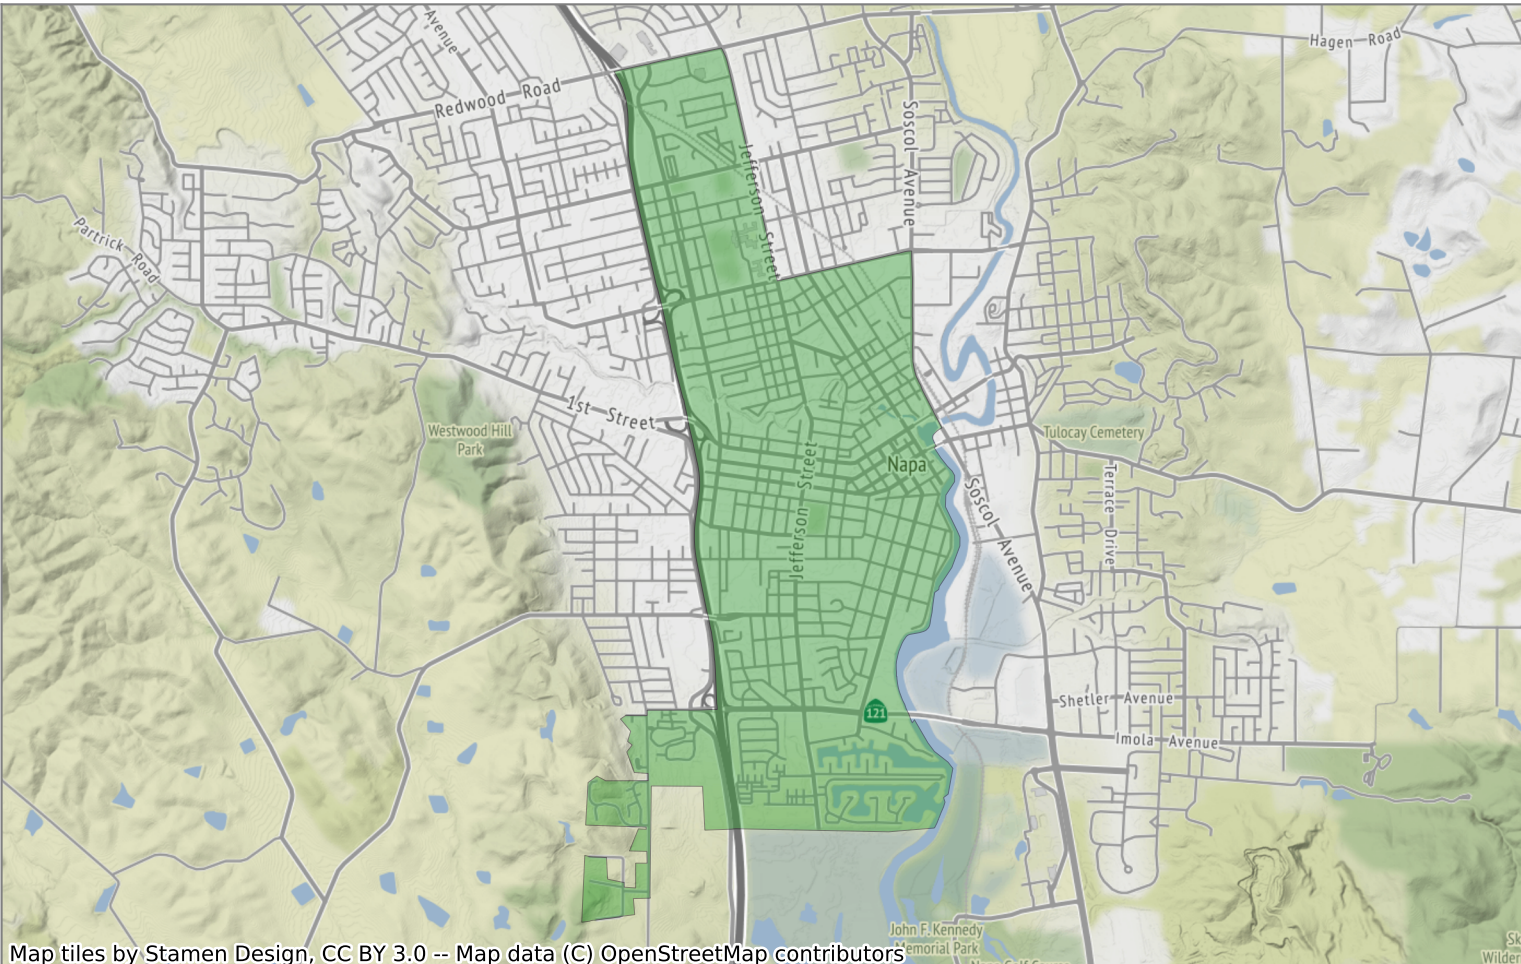 Avenue
Hagen Road
Redwood Road
Soscol Avenue
Jefferson Street
Partrick Road
1st Street
Westwood Hill
Park
Tulocay Cemetery
Napa
Jefferson Street
Soscol Avenue
Terrace Drive
Shetler Avenue
121
Imola Avenue
John F. Kennedy
Memorial Park
Sk
Wilder
Map tiles by Stamen Design, CC BY 3.0 -- Map data (C) OpenStreetMap contributors